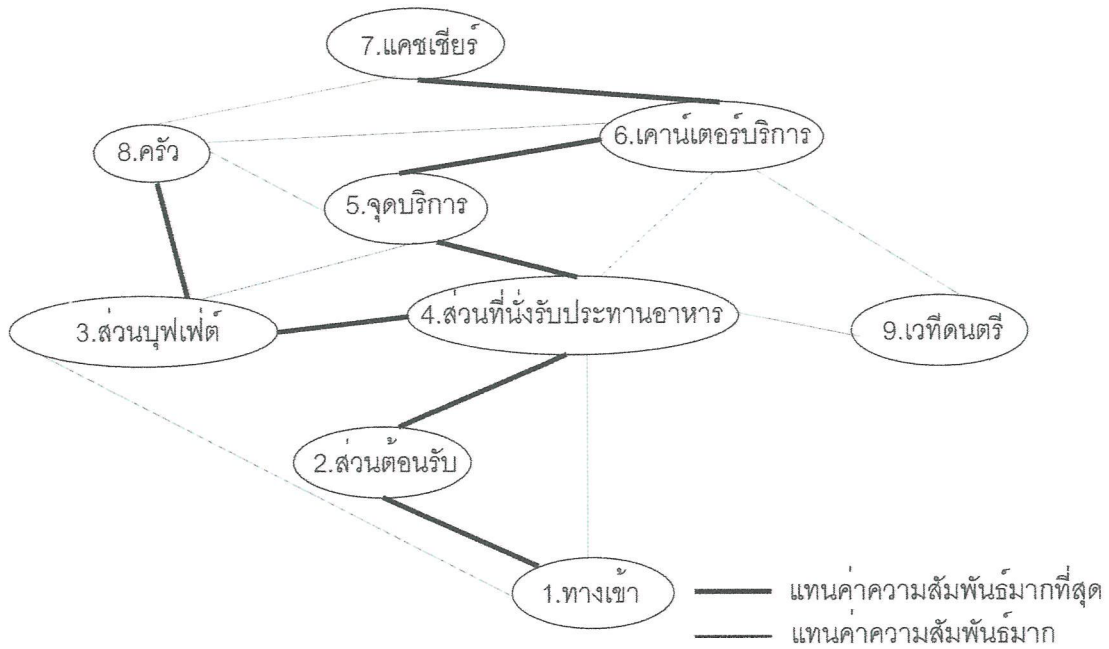 7.แคชเชียร์
6.เคาน์เตอร์บริการ
8.ครัว
5.จุดบริการ
4.ส่วนที่นั่งรับประทานอาหาร
3.ส่วนบุฟเฟ่ต์
9.เวทีดนตรี
2.ส่วนต้อนรับ
1.ทางเข้า
แทนค่าความสัมพันธ์มากที่สุด
แทนค่าความสัมพันธ์มาก